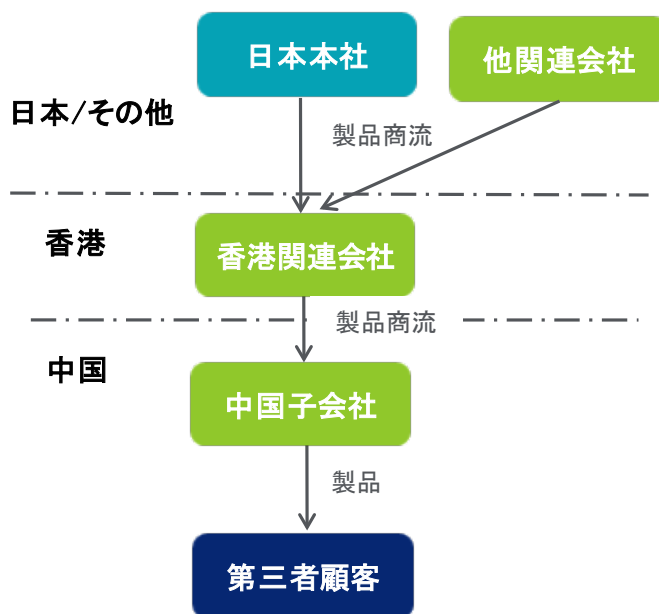 日本本社
他関連会社
日本/その他
製品商流
香港
香港関連会社
製品商流
中国
中国子会社
製品
第三者顧客